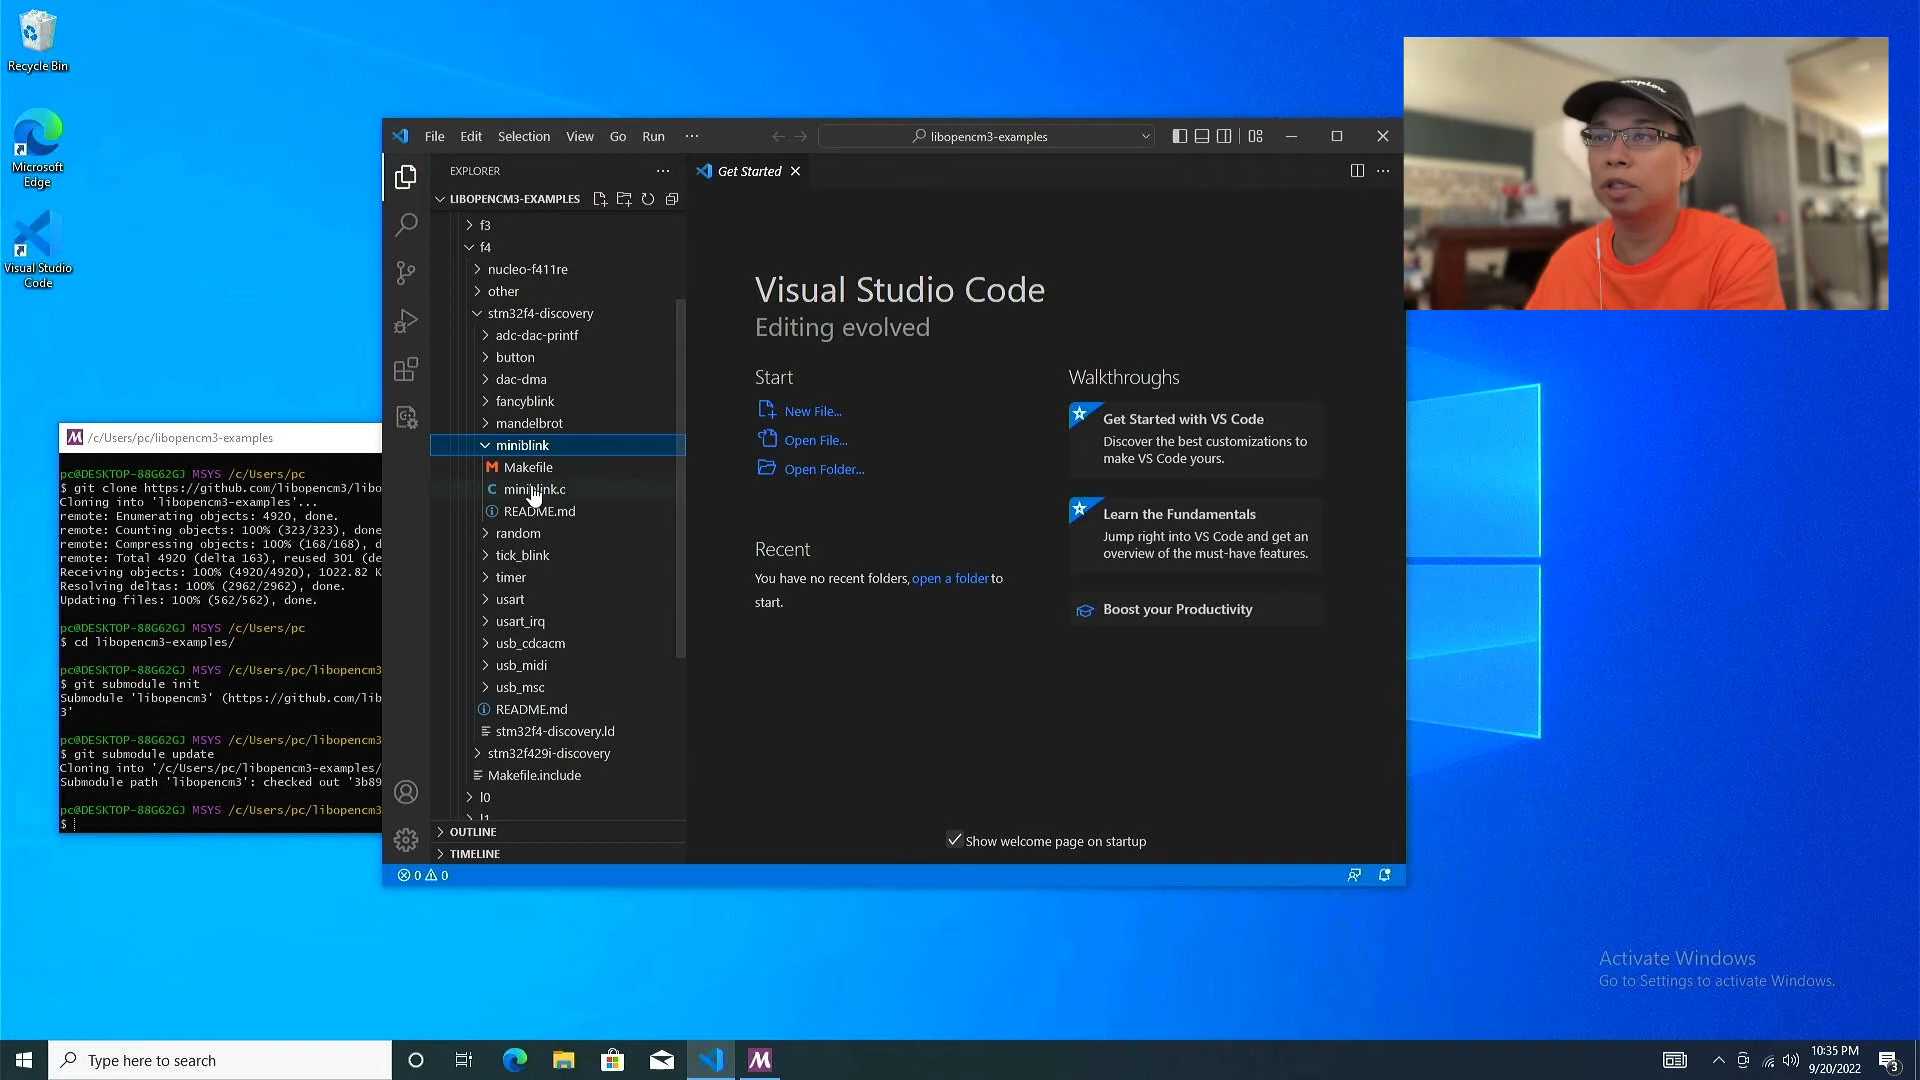 Recycle Bin
Microsoft
Edge
Visual Studio
Code
/c/Users/pc/libopencm3-examples
pc@DESKTOP-88G62GJ MSYS /c/Users/pc
$ git clone https://github.com/libopencm3/libo
Cloning into 'libopencm3-examples'...
remote: Enumerating objects: 4920, done.
remote: Counting objects: 100% (323/323), done
remote: Compressing objects: 100% (168/168), d
remote: Total 4920 (delta 163), reused 301 (de
Receiving objects: 100% (4920/4920), 1022.82 K
Resolving deltas: 100% (2962/2962), done.
Updating files: 100% (562/562), done.
pc@DESKTOP-88G62GJ MSYS /c/Users/pc
$ cd libopencm3-examples/
pc@DESKTOP-88G62GJ MSYS /c/Users/pc/libopencm3
$ git submodule init
Submodule 'libopencm3' (https://github.com/lib
3'
pc@DESKTOP-88G62GJ MSYS /c/Users/pc/libopencm3
$ git submodule update
Cloning into '/c/Users/pc/libopencm3-examples/
Submodule path 'libopencm3': checked out '3b89
pc@DESKTOP-88G62GJ MSYS /c/Users/pc/libopencm3
$
File Edit Selection View Go Run ...
libopencm3-examples
EXPLORER
LIBOPENCM3-EXAMPLES
f3
f4
nucleo-f411re
other
stm32f4-discovery
adc-dac-printf
button
dac-dma
fancyblink
mandelbrot
miniblink
Makefile
miniblink.c
README.md
random
tick_blink
timer
usart
usart_irq
usb_cdcacm
usb_midi
usb_msc
README.md
stm32f4-discovery.ld
stm32f429i-discovery
Makefile.include
l0
l1
OUTLINE
TIMELINE
0 0
Get Started
Visual Studio Code
Editing evolved
Start
New File...
Open File...
Open Folder...
Recent
You have no recent folders, open a folder to
start.
Walkthroughs
Get Started with VS Code
Discover the best customizations to
make VS Code yours.
Learn the Fundamentals
Jump right into VS Code and get an
overview of the must-have features.
Boost your Productivity
Show welcome page on startup
Activate Windows
Go to Settings to activate Windows.
Type here to search
10:35 PM
9/20/2022
3